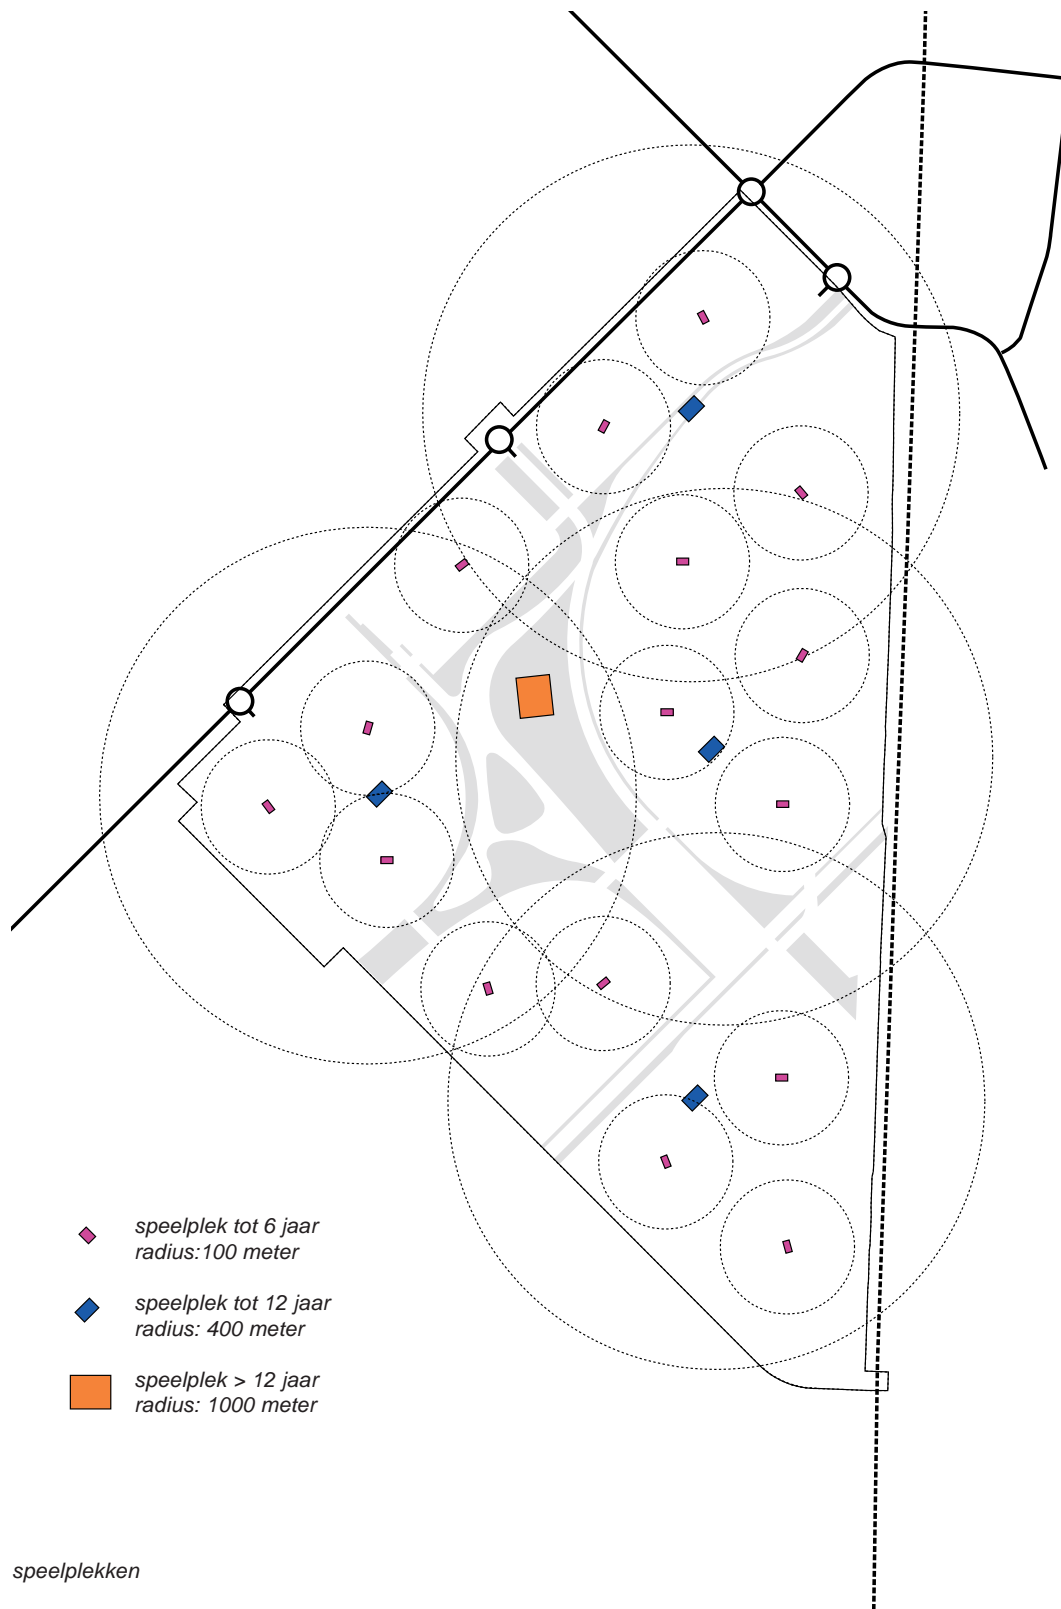 speelplek tot 6 jaar
radius:100 meter
speelplek tot 12 jaar
radius: 400 meter
speelplek > 12 jaar
radius: 1000 meter
speelplekken